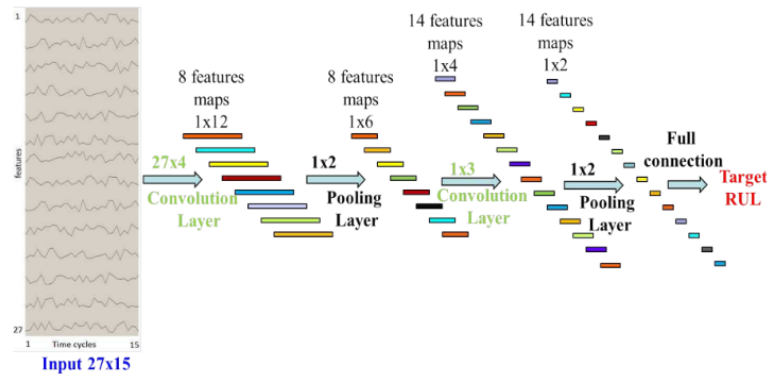 1
features
27
1
Time cycles
15
Input 27x15
27x4
Convolution
Layer
8 features
maps
1x12
1x2
Pooling
Layer
8 features
maps
1x6
1x3
Convolution
Layer
14 features
maps
1x4
1x2
Pooling
Layer
14 features
maps
1x2
Full
connection
Target
RUL